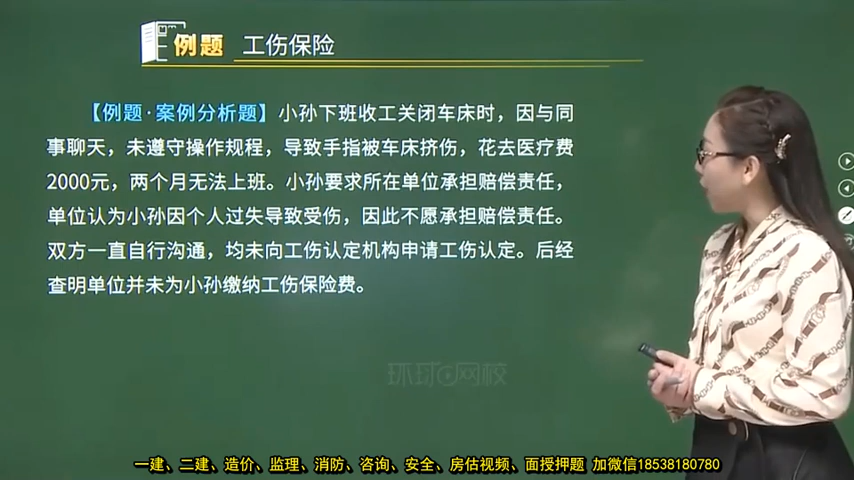 例题 工伤保险
【例题·案例分析题】小孙下班收工关闭车床时，因与同
事聊天，未遵守操作规程，导致手指被车床挤伤，花去医疗费
2000元，两个月无法上班。小孙要求所在单位承担赔偿责任，
单位认为小孙因个人过失导致受伤，因此不愿承担赔偿责任。
双方一直自行沟通，均未向工伤认定机构申请工伤认定。后经
查明单位并未为小孙缴纳工伤保险费。
环球网校
一建、二建、造价、监理、消防、咨询、安全、房估视频、面授押题 加微信18538180780